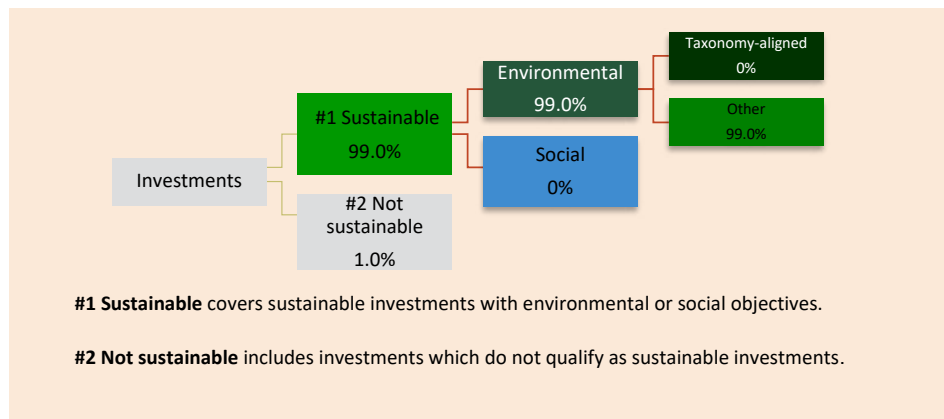 Taxonomy-aligned
0%
Environmental
99.0%
Other
99.0%
#1 Sustainable
99.0%
Social
0%
Investments
#2 Not
sustainable
1.0%
#1 Sustainable covers sustainable investments with environmental or social objectives.
#2 Not sustainable includes investments which do not qualify as sustainable investments.